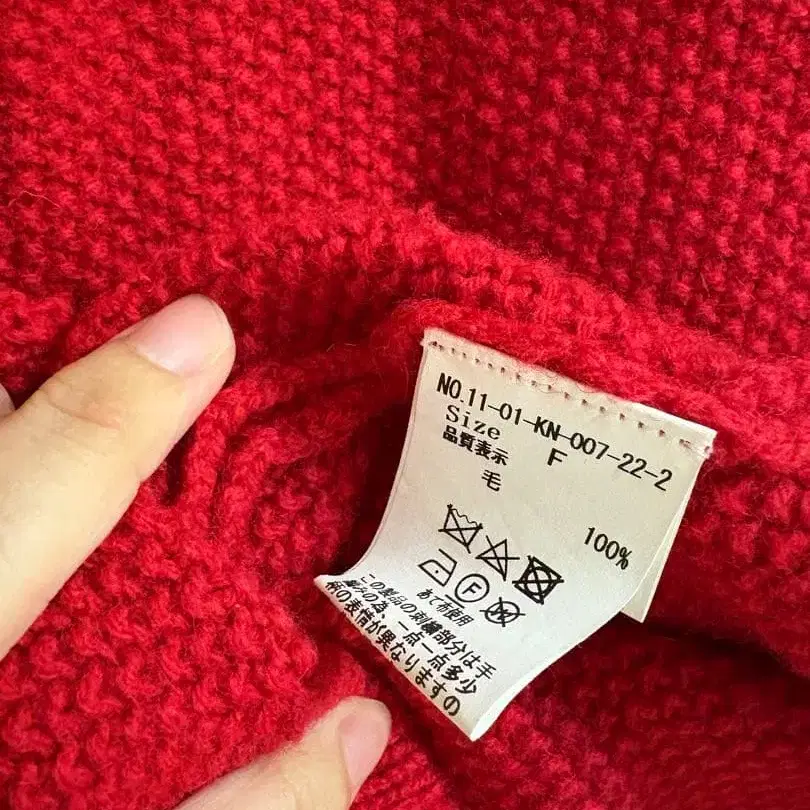 NO.11-01-KN-007-22-2
Size F
品質表示
毛 100%
F
あて布使用
この製品の刺繍部分は手
編みの為、一点一点多少
柄の表情が異なりますの